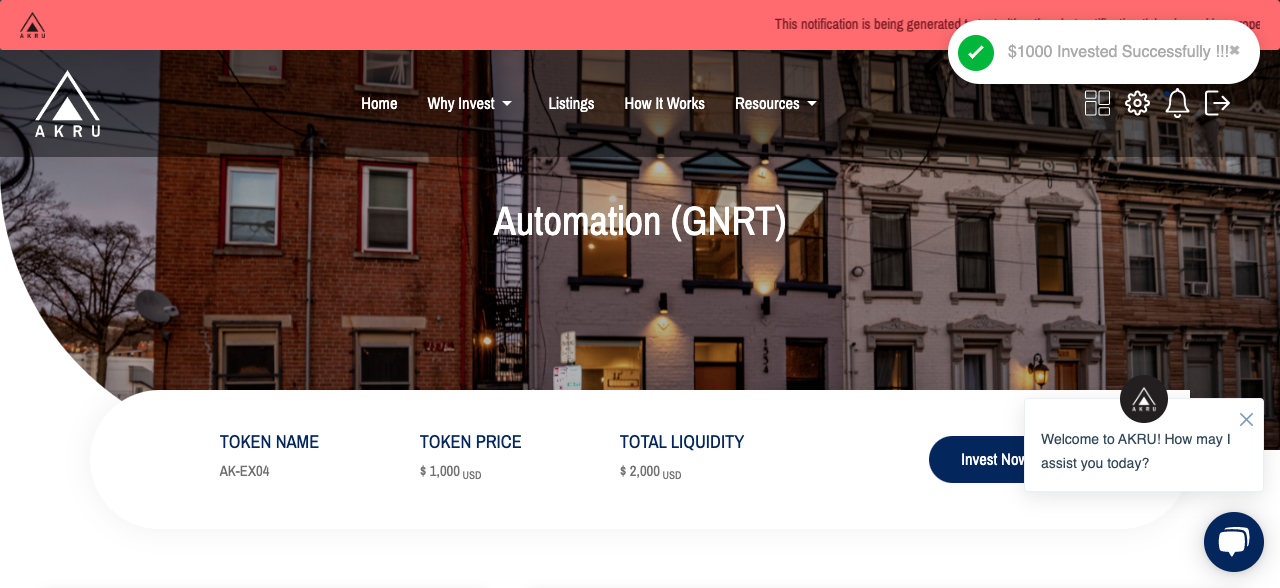 AKRU
This notification is being generated
$1000 Invested Successfully !!!
AKRU
Home
Why Invest
Listings
How It Works
Resources
Automation (GNRT)
1334
TOKEN NAME
AK-EX04
TOKEN PRICE
$ 1,000 USD
TOTAL LIQUIDITY
$ 2,000 USD
Invest Now
AKRU
Welcome to AKRU! How may I
assist you today?